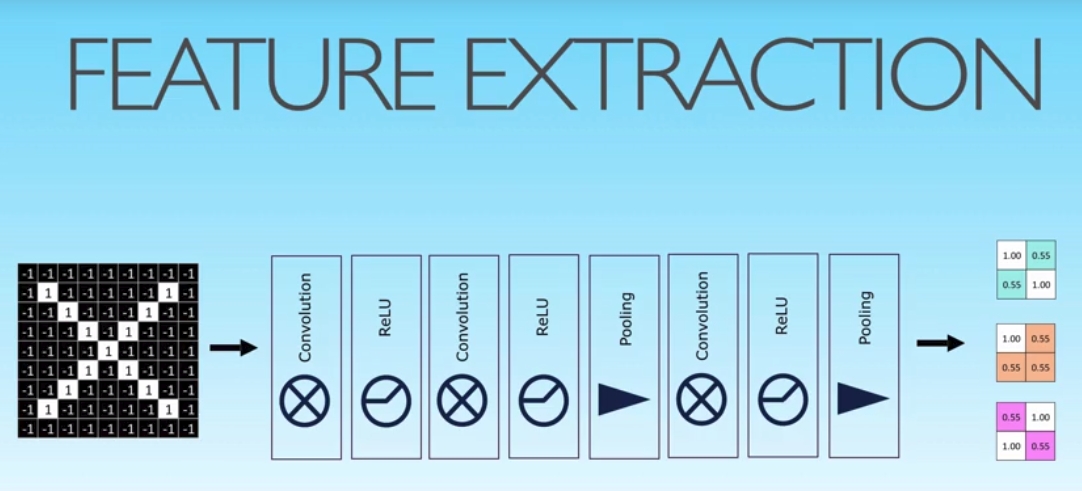 FEATURE EXTRACTION
-1 -1 -1 -1 -1 -1 -1 -1 -1
-1 1 -1 -1 -1 -1 -1 1 -1
-1 -1 1 -1 -1 -1 1 -1 -1
-1 -1 -1 1 -1 1 -1 -1 -1
-1 -1 -1 -1 1 -1 -1 -1 -1
-1 -1 -1 1 -1 1 -1 -1 -1
-1 -1 1 -1 -1 -1 1 -1 -1
-1 1 -1 -1 -1 -1 -1 1 -1
-1 -1 -1 -1 -1 -1 -1 -1 -1
Convolution
ReLU
Convolution
ReLU
Pooling
Convolution
ReLU
Pooling
1.00 0.55
0.55 1.00
1.00 0.55
0.55 0.55
0.55 1.00
1.00 0.55